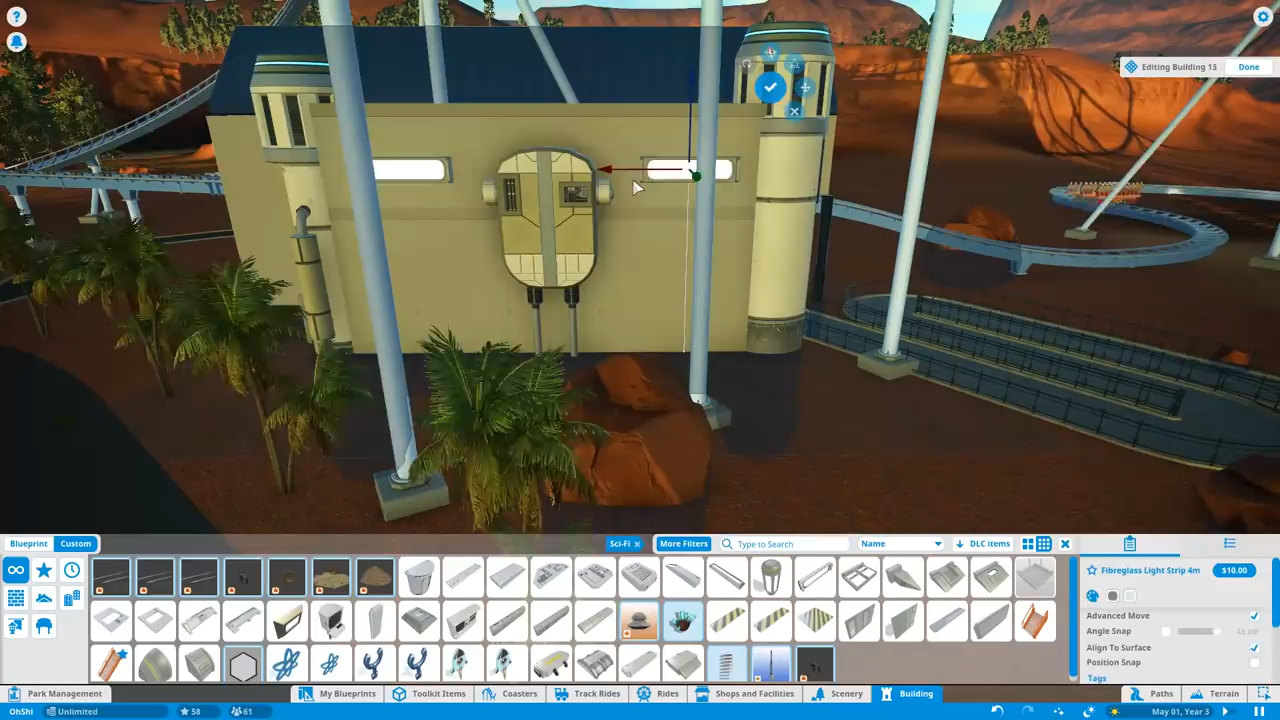 Editing Building 13 Done
Blueprint Custom Sci-Fi × More Filters Type to Search Name DLC items
Fibreglass Light Strip 4m $10.00
Advanced Move
Angle Snap 45.00°
Align To Surface
Position Snap
Tags
Park Management My Blueprints Toolkit Items Coasters Track Rides Rides Shops and Facilities Scenery Building Paths Terrain
OhShi Unlimited 58 61 May 01, Year 3